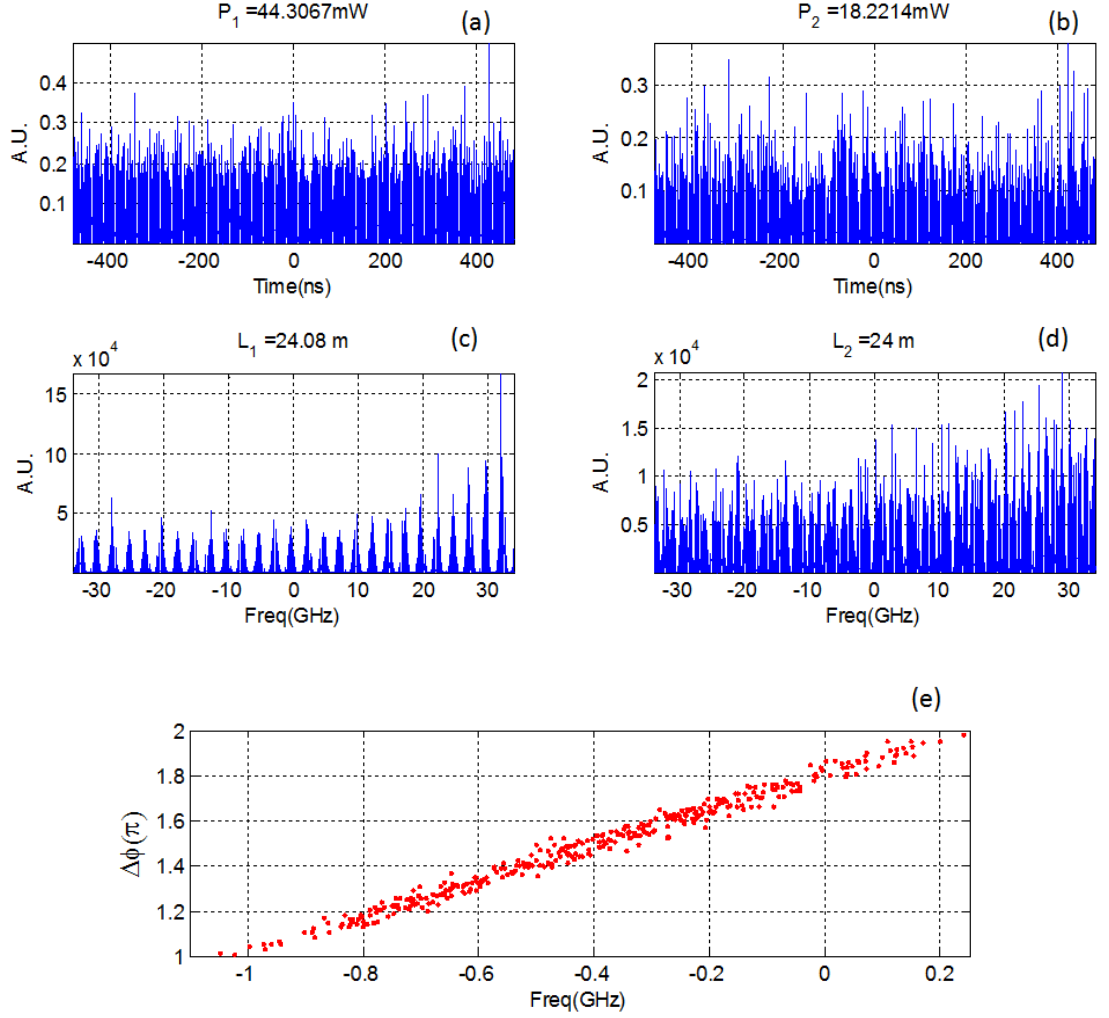 P1 =44.3067mW
(a)
A.U.
0.4
0.3
0.2
0.1
-400 -200 0 200 400
Time(ns)
P2 =18.2214mW
(b)
A.U.
0.3
0.2
0.1
-400 -200 0 200 400
Time(ns)
L1 =24.08 m
(c)
x 10^4
A.U.
15
10
5
-30 -20 -10 0 10 20 30
Freq(GHz)
L2 =24 m
(d)
x 10^4
A.U.
2
1.5
1
0.5
-30 -20 -10 0 10 20 30
Freq(GHz)
(e)
Δϕ(π)
2
1.8
1.6
1.4
1.2
1
-1 -0.8 -0.6 -0.4 -0.2 0 0.2
Freq(GHz)